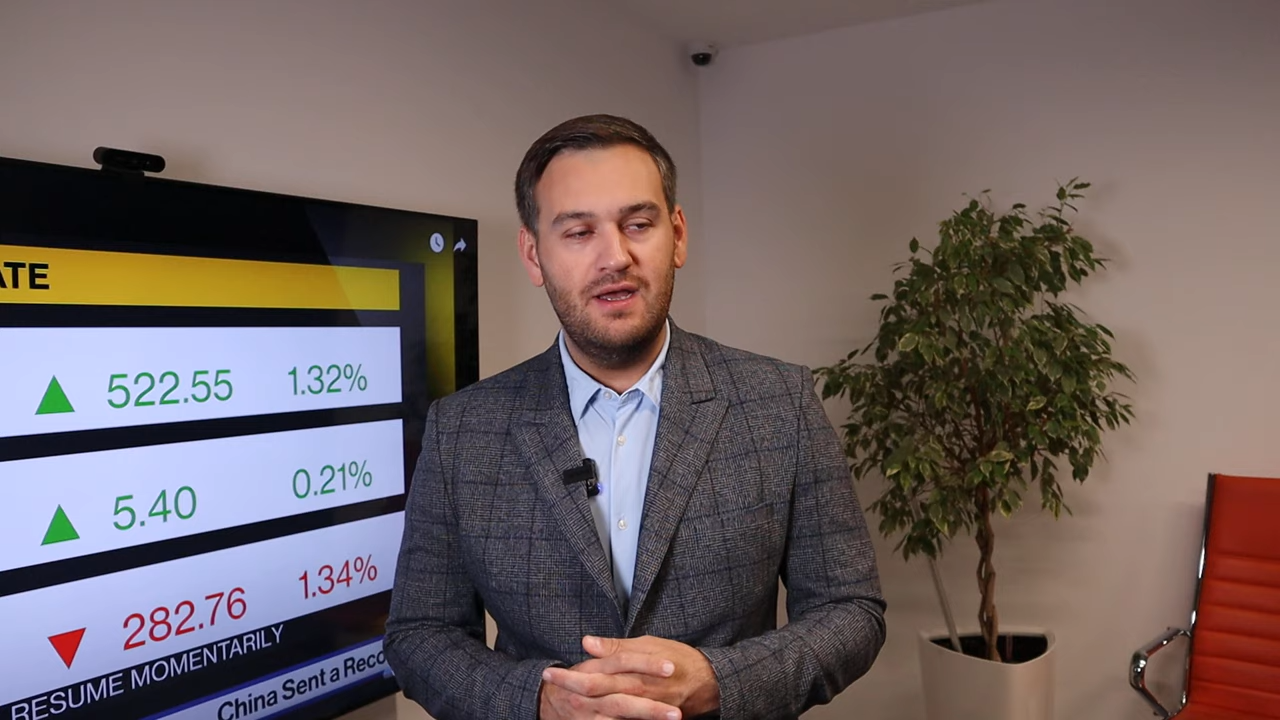 ATE
522.55 1.32%
5.40 0.21%
282.76 1.34%
RESUME MOMENTARILY
China Sent a Reco